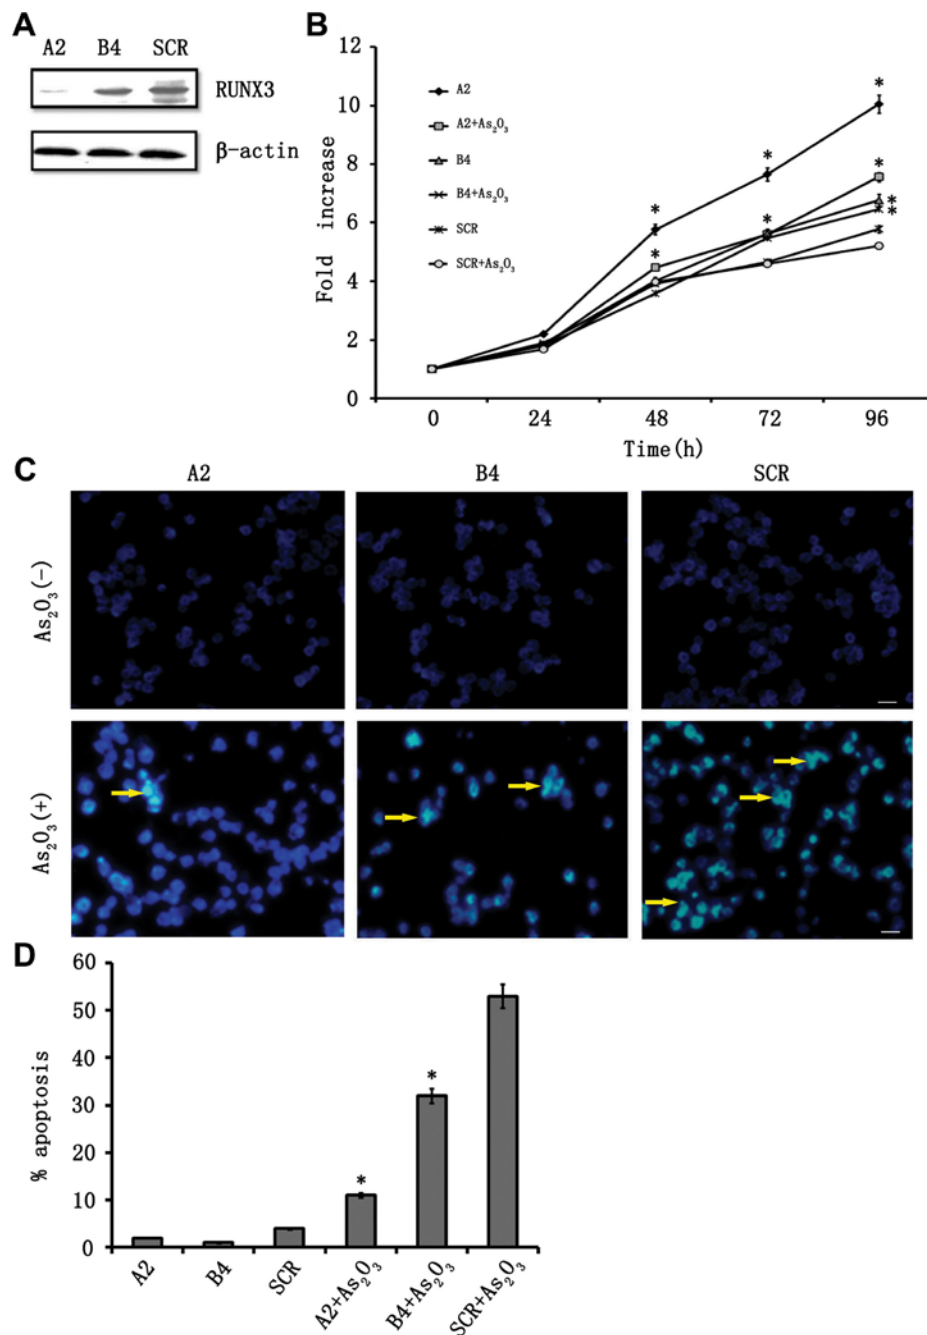 A
A2 B4 SCR
RUNX3
β-actin
B
12
10
8
6
4
2
0
Fold increase
A2
A2+As₂O₃
B4
B4+As₂O₃
SCR
SCR+As₂O₃
*
*
*
*
*
*
*
*
0 24 48 72 96
Time(h)
C
A2 B4 SCR
As₂O₃(-)
As₂O₃(+)
D
60
50
40
30
20
10
0
% apoptosis
*
*
A2 B4 SCR A2+As₂O₃ B4+As₂O₃ SCR+As₂O₃